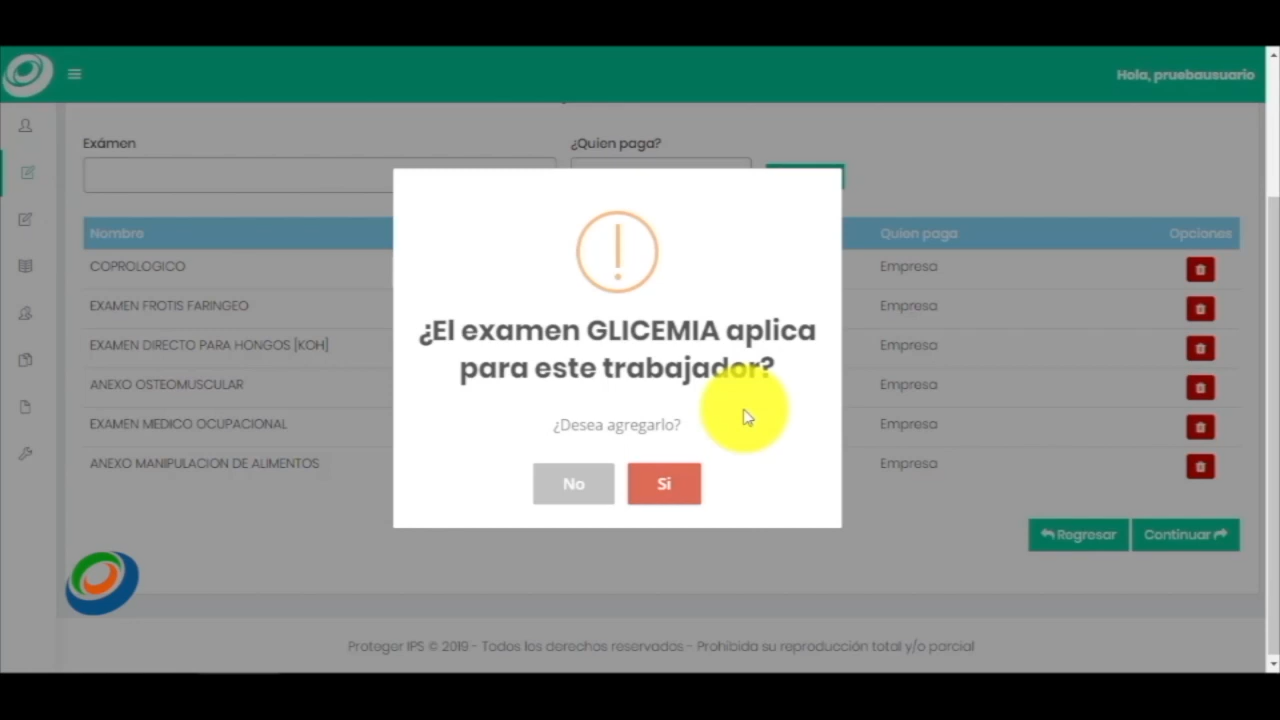 Hola, pruebausuario
Exámen
¿Quien paga?
Nombre
Quien paga
Opciones
COPROLOGICO
Empresa
EXAMEN FROTIS FARINGEO
Empresa
EXAMEN DIRECTO PARA HONGOS [KOH]
Empresa
ANEXO OSTEOMUSCULAR
Empresa
EXAMEN MEDICO OCUPACIONAL
Empresa
ANEXO MANIPULACION DE ALIMENTOS
Empresa
¿El examen GLICEMIA aplica
para este trabajador?
¿Desea agregarlo?
No
Si
Regresar
Continuar
Proteger IPS © 2019 - Todos los derechos reservados - Prohibida su reproducción total y/o parcial